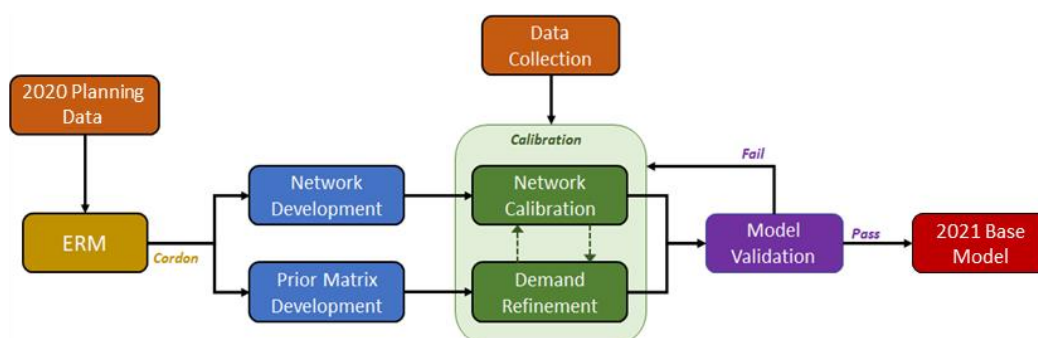 Data
Collection
2020 Planning
Data
Calibration
Fail
Network
Development
Network
Calibration
ERM
Cordon
Model
Validation
Pass
2021 Base
Model
Prior Matrix
Development
Demand
Refinement